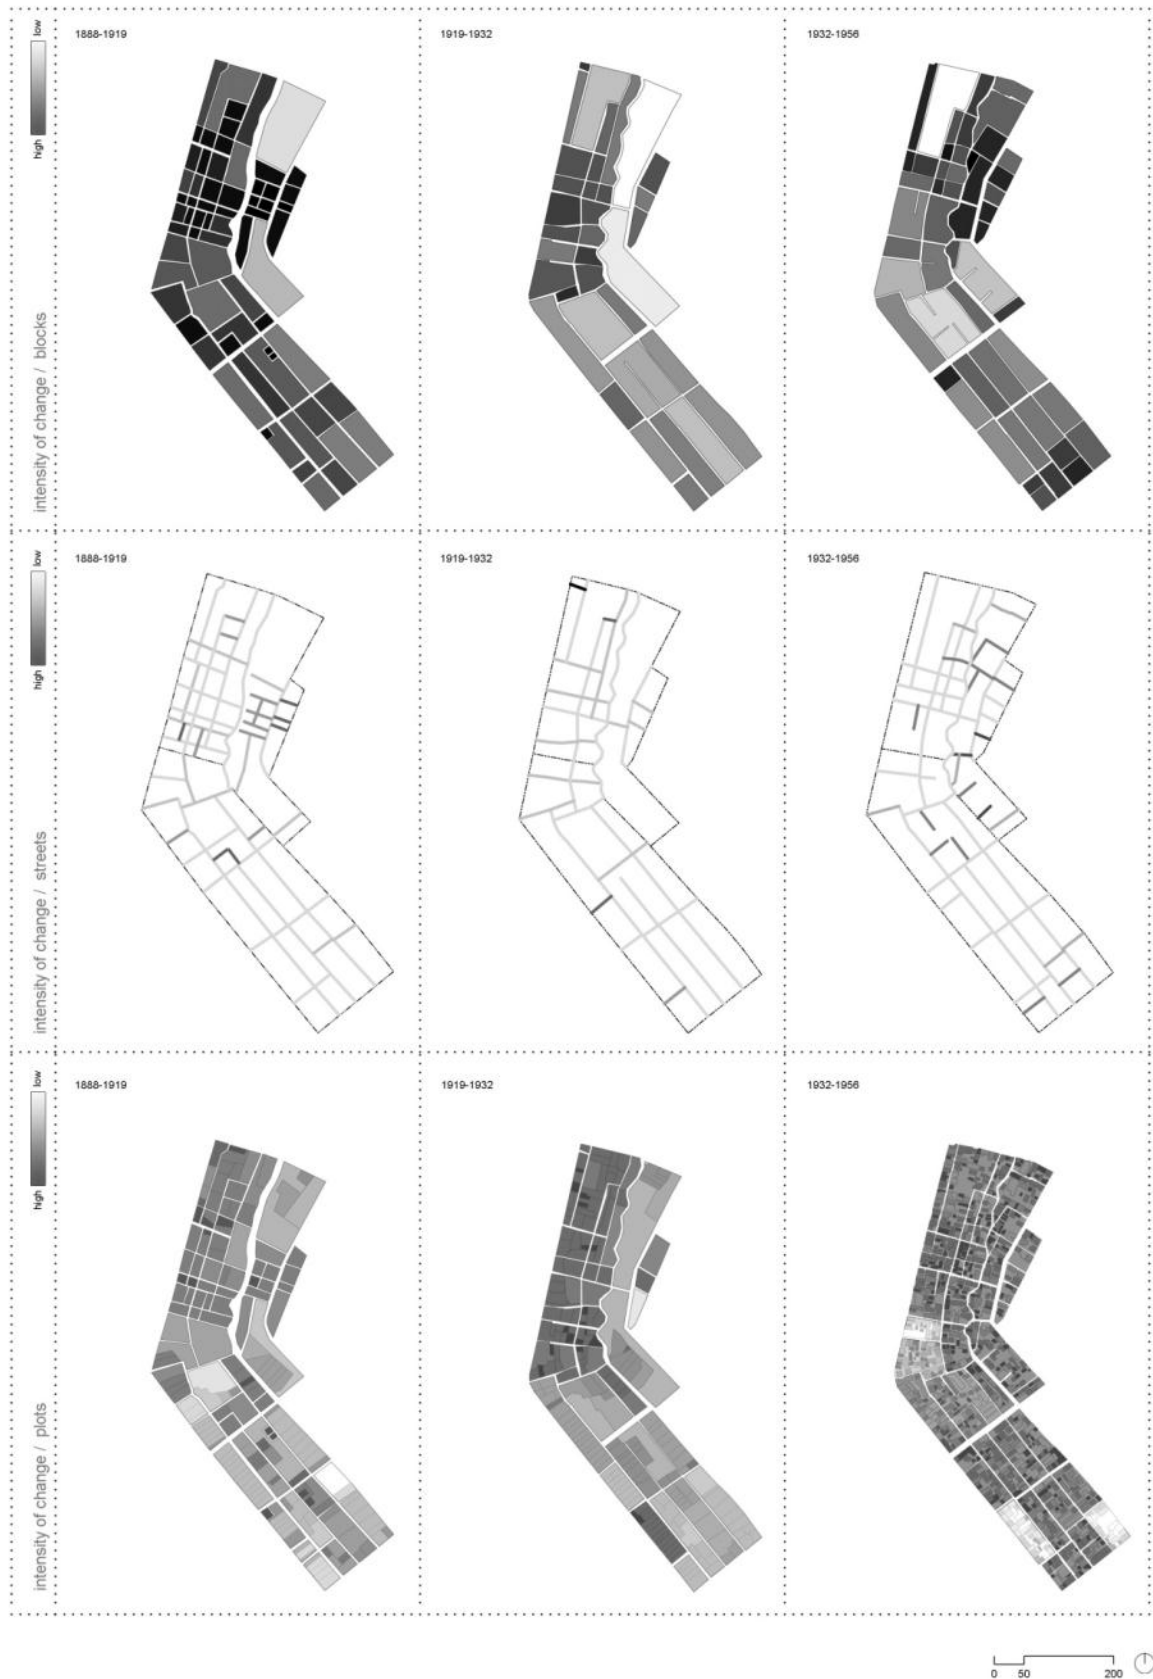 low
high
intensity of change / blocks
1888-1919
1919-1932
1932-1956
low
high
intensity of change / streets
1888-1919
1919-1932
1932-1956
low
high
intensity of change / plots
1888-1919
1919-1932
1932-1956
0 50 200